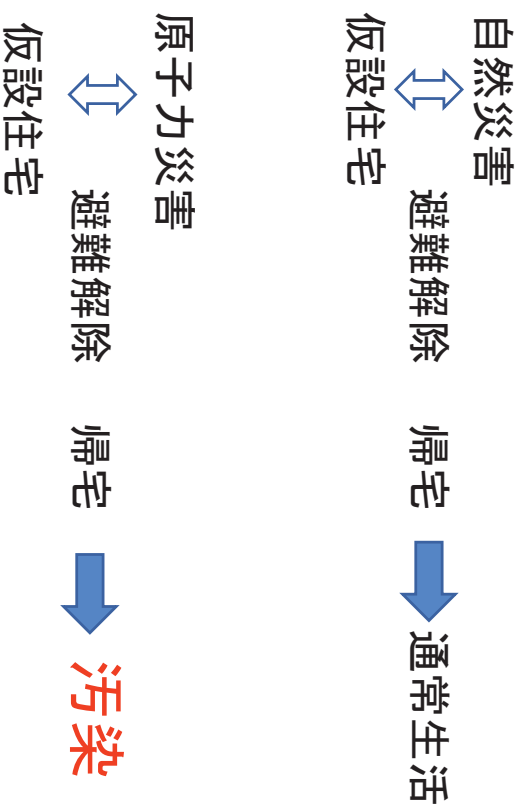 自然災害
避難解除 帰宅 通常生活
仮設住宅
原子力災害
避難解除 帰宅 汚染
仮設住宅